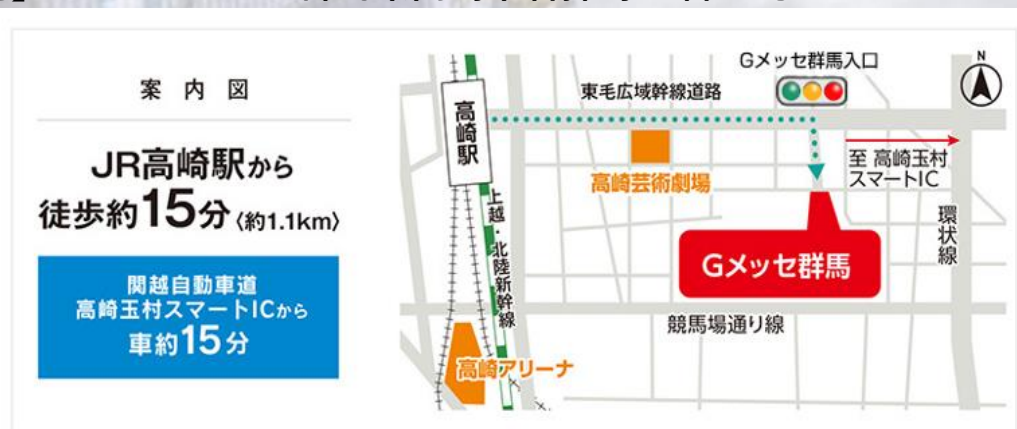 案内図
JR高崎駅から
徒歩約15分〈約1.1km〉
関越自動車道
高崎玉村スマートICから
車約15分
Gメッセ群馬入口
N
東毛広域幹線道路
高崎駅
至 高崎玉村
スマートIC
高崎芸術劇場
上越・北陸新幹線
環状線
Gメッセ群馬
競馬場通り線
高崎アリーナ